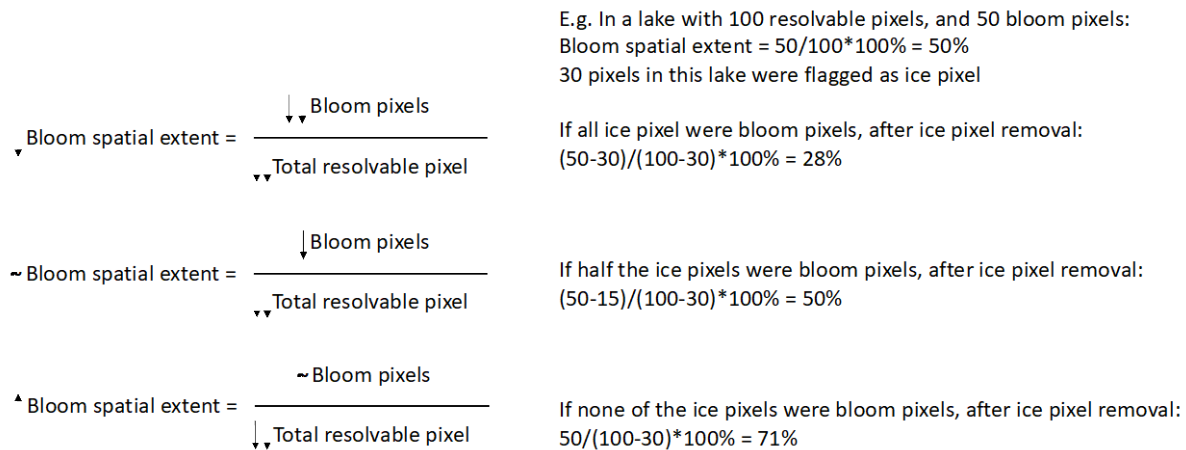 E.g. In a lake with 100 resolvable pixels, and 50 bloom pixels:
Bloom spatial extent = 50/100*100% = 50%
30 pixels in this lake were flagged as ice pixel
↓▾Bloom pixels
▾Bloom spatial extent =
▾▾Total resolvable pixel
If all ice pixel were bloom pixels, after ice pixel removal:
(50-30)/(100-30)*100% = 28%
↓Bloom pixels
~Bloom spatial extent =
▾▾Total resolvable pixel
If half the ice pixels were bloom pixels, after ice pixel removal:
(50-15)/(100-30)*100% = 50%
~Bloom pixels
▴Bloom spatial extent =
↓▾Total resolvable pixel
If none of the ice pixels were bloom pixels, after ice pixel removal:
50/(100-30)*100% = 71%